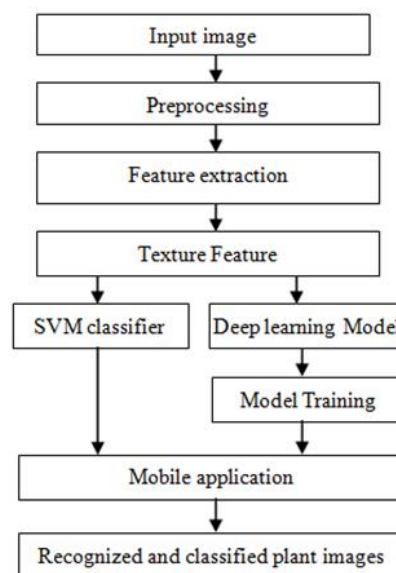 Input image
Preprocessing
Feature extraction
Texture Feature
SVM classifier
Deep learning Model
Model Training
Mobile application
Recognized and classified plant images